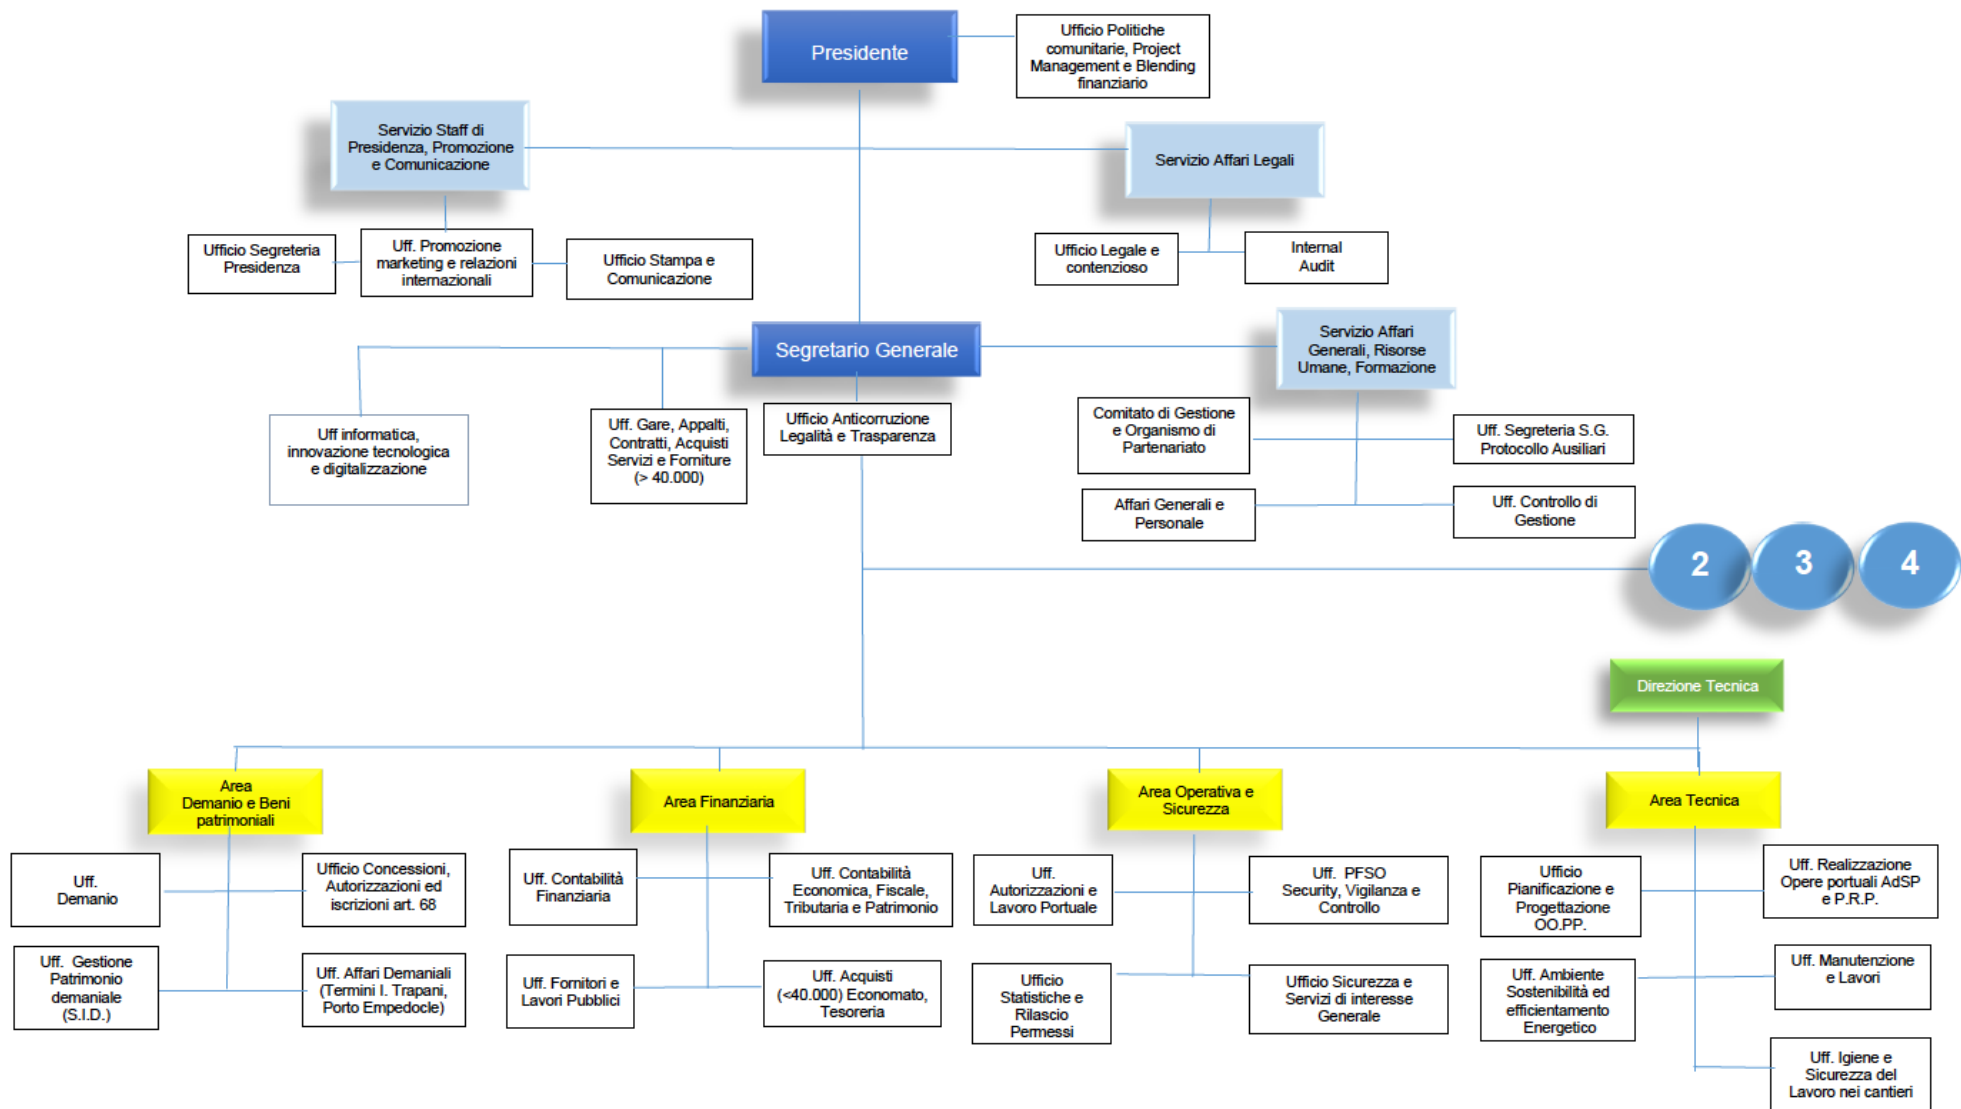 Presidente
Ufficio Politiche
comunitarie, Project
Management e Blending
finanziario
Servizio Staff di
Presidenza, Promozione
e Comunicazione
Servizio Affari Legali
Ufficio Segreteria
Presidenza
Uff. Promozione
marketing e relazioni
internazionali
Ufficio Stampa e
Comunicazione
Ufficio Legale e
contenzioso
Internal
Audit
Segretario Generale
Servizio Affari
Generali, Risorse
Umane, Formazione
Uff informatica,
innovazione tecnologica
e digitalizzazione
Uff. Gare, Appalti,
Contratti, Acquisti
Servizi e Forniture
(> 40.000)
Ufficio Anticorruzione
Legalità e Trasparenza
Comitato di Gestione
e Organismo di
Partenariato
Uff. Segreteria S.G.
Protocollo Ausiliari
Affari Generali e
Personale
Uff. Controllo di
Gestione
2
3
4
Direzione Tecnica
Area
Demanio e Beni
patrimoniali
Area Finanziaria
Area Operativa e
Sicurezza
Area Tecnica
Uff.
Demanio
Ufficio Concessioni,
Autorizzazioni ed
iscrizioni art. 68
Uff. Contabilità
Finanziaria
Uff. Contabilità
Economica, Fiscale,
Tributaria e Patrimonio
Uff.
Autorizzazioni e
Lavoro Portuale
Uff. PFSO
Security, Vigilanza e
Controllo
Ufficio
Pianificazione e
Progettazione
OO.PP.
Uff. Realizzazione
Opere portuali AdSP
e P.R.P.
Uff. Gestione
Patrimonio
demaniale
(S.I.D.)
Uff. Affari Demaniali
(Termini I. Trapani,
Porto Empedocle)
Uff. Fornitori e
Lavori Pubblici
Uff. Acquisti
(<40.000) Economato,
Tesoreria
Ufficio
Statistiche e
Rilascio
Permessi
Ufficio Sicurezza e
Servizi di interesse
Generale
Uff. Ambiente
Sostenibilità ed
efficientamento
Energetico
Uff. Manutenzione
e Lavori
Uff. Igiene e
Sicurezza del
Lavoro nei cantieri